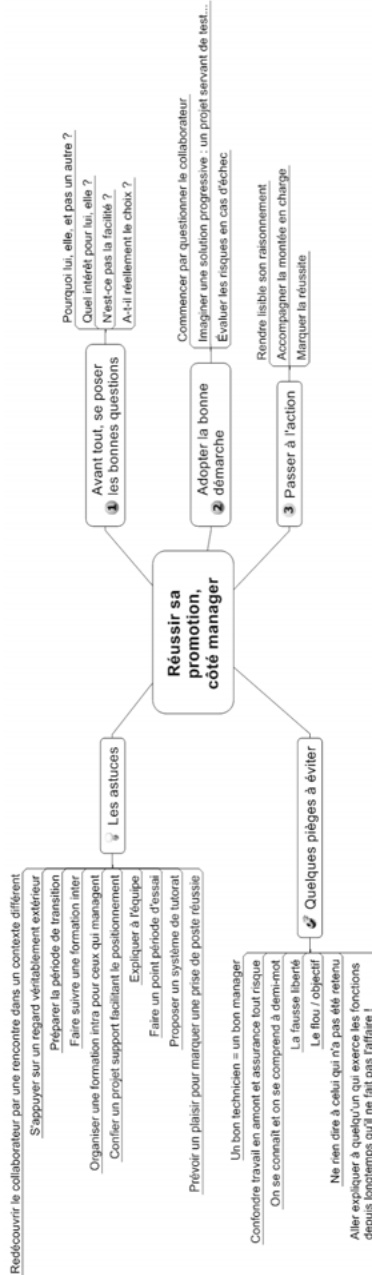 Réussir sa
promotion,
côté manager
1 Avant tout, se poser
les bonnes questions
Pourquoi lui, elle, et pas un autre ?
Quel intérêt pour lui, elle ?
N'est-ce pas la facilité ?
A-t-il réellement le choix ?
2 Adopter la bonne
démarche
Commencer par questionner le collaborateur
Imaginer une solution progressive : un projet servant de test...
Évaluer les risques en cas d'échec
3 Passer à l'action
Rendre lisible son raisonnement
Accompagner la montée en charge
Marquer la réussite
Les astuces
Redécouvrir le collaborateur par une rencontre dans un contexte différent
S'appuyer sur un regard véritablement extérieur
Préparer la période de transition
Faire suivre une formation inter
Organiser une formation intra pour ceux qui managent
Confier un projet support facilitant le positionnement
Expliquer à l'équipe
Faire un point période d'essai
Proposer un système de tutorat
Prévoir un plaisir pour marquer une prise de poste réussie
Quelques pièges à éviter
Un bon technicien = un bon manager
Confondre travail en amont et assurance tout risque
On se connaît et on se comprend à demi-mot
La fausse liberté
Le flou / objectif
Ne rien dire à celui qui n'a pas été retenu
Aller expliquer à quelqu'un qui exerce les fonctions
depuis longtemps qu'il ne fait pas l'affaire !